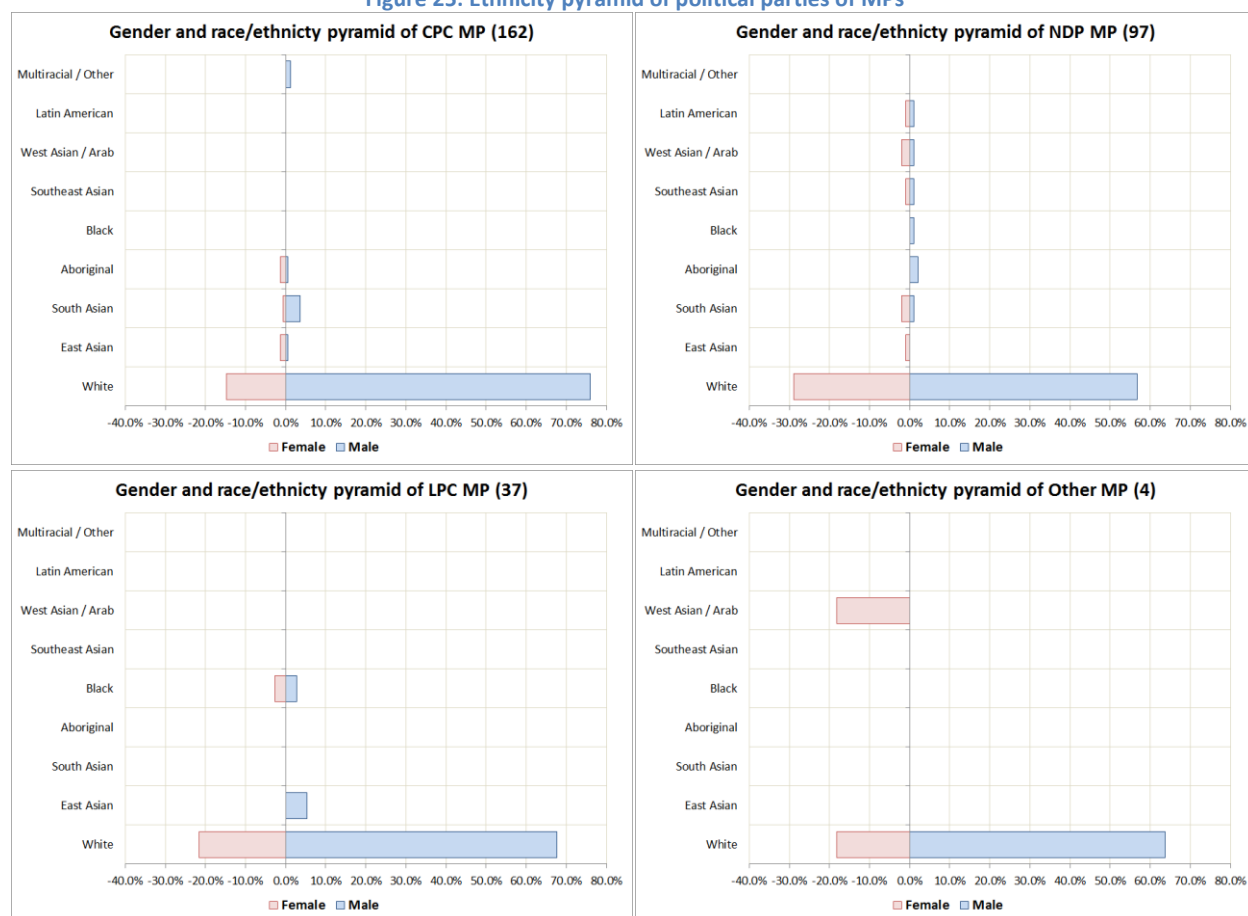 Figure 25: Ethnicity pyramid of political parties of MPs
Gender and race/ethnicty pyramid of CPC MP (162)
Multiracial / Other
Latin American
West Asian / Arab
Southeast Asian
Black
Aboriginal
South Asian
East Asian
White
-40.0% -30.0% -20.0% -10.0% 0.0% 10.0% 20.0% 30.0% 40.0% 50.0% 60.0% 70.0% 80.0%
Female Male
Gender and race/ethnicty pyramid of NDP MP (97)
Multiracial / Other
Latin American
West Asian / Arab
Southeast Asian
Black
Aboriginal
South Asian
East Asian
White
-40.0% -30.0% -20.0% -10.0% 0.0% 10.0% 20.0% 30.0% 40.0% 50.0% 60.0% 70.0% 80.0%
Female Male
Gender and race/ethnicty pyramid of LPC MP (37)
Multiracial / Other
Latin American
West Asian / Arab
Southeast Asian
Black
Aboriginal
South Asian
East Asian
White
-40.0% -30.0% -20.0% -10.0% 0.0% 10.0% 20.0% 30.0% 40.0% 50.0% 60.0% 70.0% 80.0%
Female Male
Gender and race/ethnicty pyramid of Other MP (4)
Multiracial / Other
Latin American
West Asian / Arab
Southeast Asian
Black
Aboriginal
South Asian
East Asian
White
-40.0% -30.0% -20.0% -10.0% 0.0% 10.0% 20.0% 30.0% 40.0% 50.0% 60.0% 70.0% 80.0%
Female Male